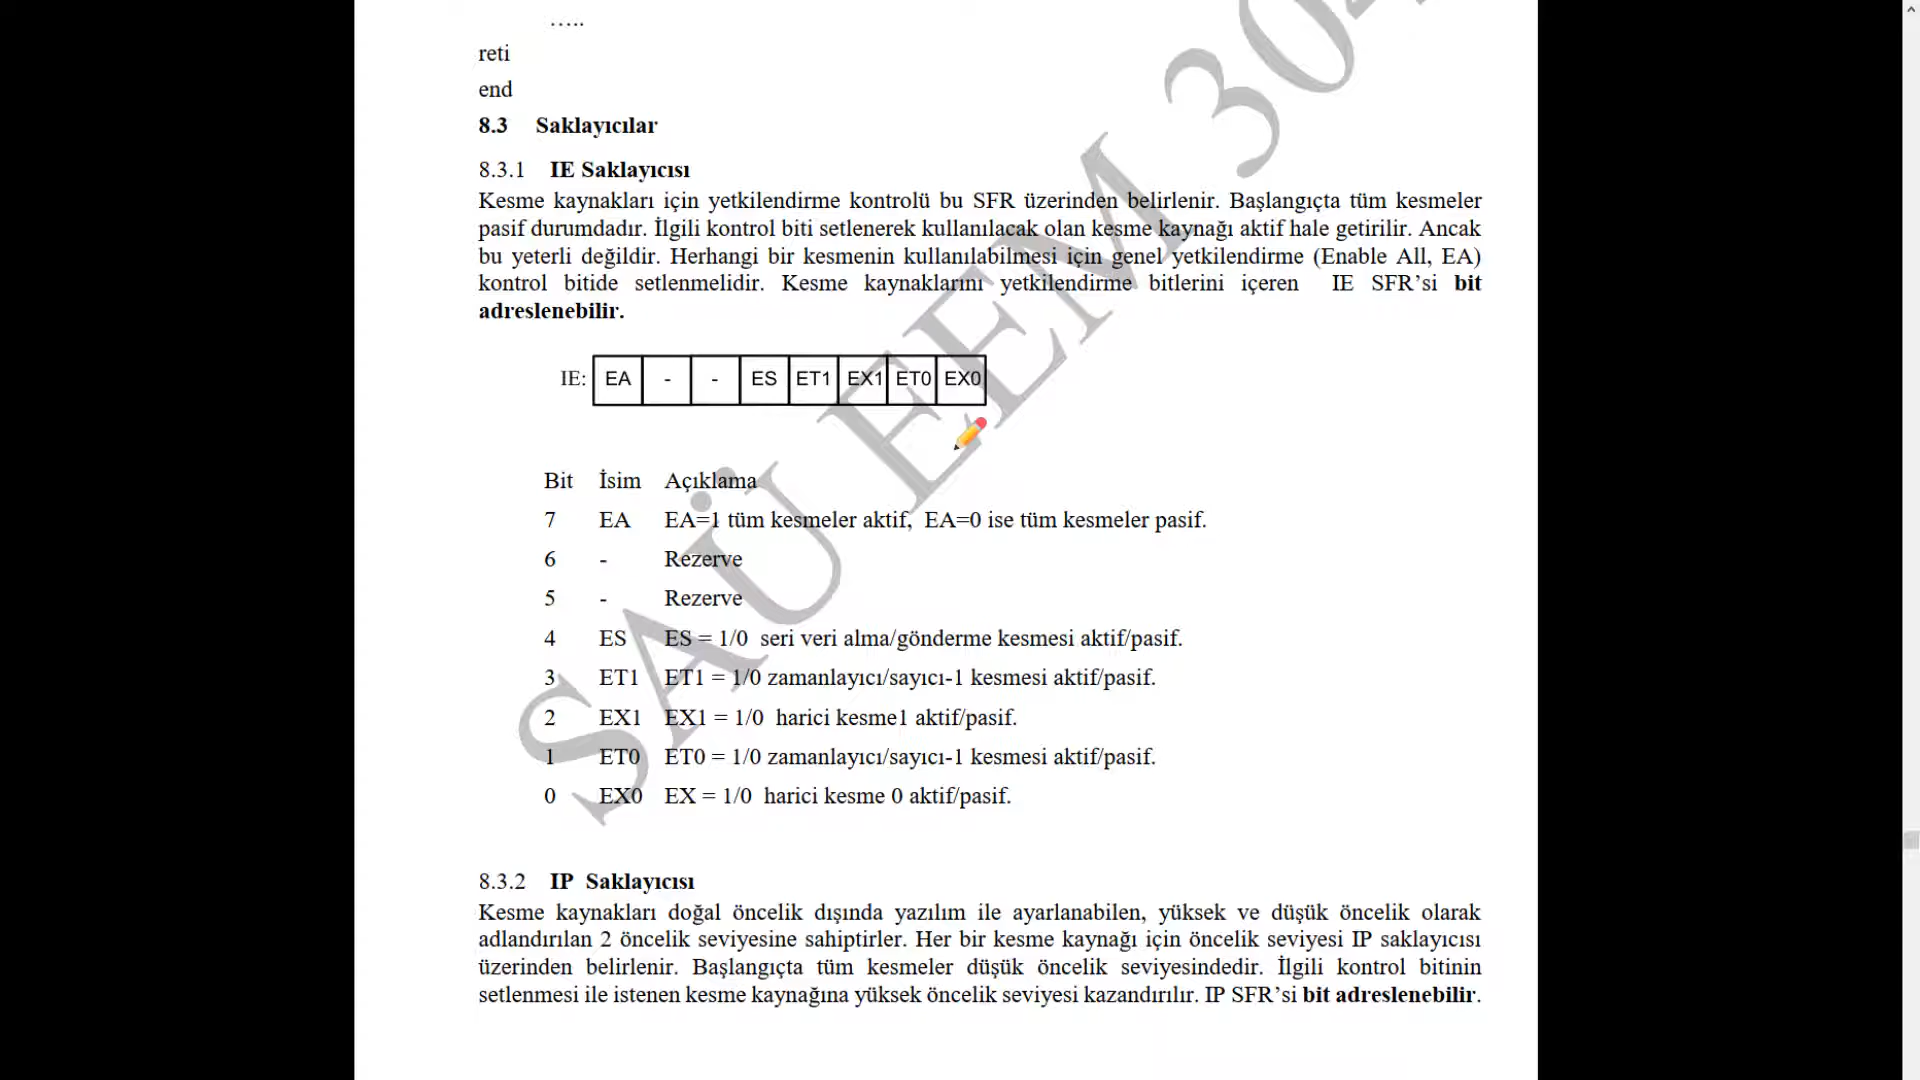 …..
reti
end
8.3 Saklayıcılar
8.3.1 IE Saklayıcısı
Kesme kaynakları için yetkilendirme kontrolü bu SFR üzerinden belirlenir. Başlangıçta tüm kesmeler
pasif durumdadır. İlgili kontrol biti setlenerek kullanılacak olan kesme kaynağı aktif hale getirilir. Ancak
bu yeterli değildir. Herhangi bir kesmenin kullanılabilmesi için genel yetkilendirme (Enable All, EA)
kontrol bitide setlenmelidir. Kesme kaynaklarını yetkilendirme bitlerini içeren IE SFR’si bit
adreslenebilir.
IE: EA - - ES ET1 EX1 ET0 EX0
Bit İsim Açıklama
7 EA EA=1 tüm kesmeler aktif, EA=0 ise tüm kesmeler pasif.
6 - Rezerve
5 - Rezerve
4 ES ES = 1/0 seri veri alma/gönderme kesmesi aktif/pasif.
3 ET1 ET1 = 1/0 zamanlayıcı/sayıcı-1 kesmesi aktif/pasif.
2 EX1 EX1 = 1/0 harici kesme1 aktif/pasif.
1 ET0 ET0 = 1/0 zamanlayıcı/sayıcı-1 kesmesi aktif/pasif.
0 EX0 EX = 1/0 harici kesme 0 aktif/pasif.
8.3.2 IP Saklayıcısı
Kesme kaynakları doğal öncelik dışında yazılım ile ayarlanabilen, yüksek ve düşük öncelik olarak
adlandırılan 2 öncelik seviyesine sahiptirler. Her bir kesme kaynağı için öncelik seviyesi IP saklayıcısı
üzerinden belirlenir. Başlangıçta tüm kesmeler düşük öncelik seviyesindedir. İlgili kontrol bitinin
setlenmesi ile istenen kesme kaynağına yüksek öncelik seviyesi kazandırılır. IP SFR’si bit adreslenebilir.
SAÜ EEM 30